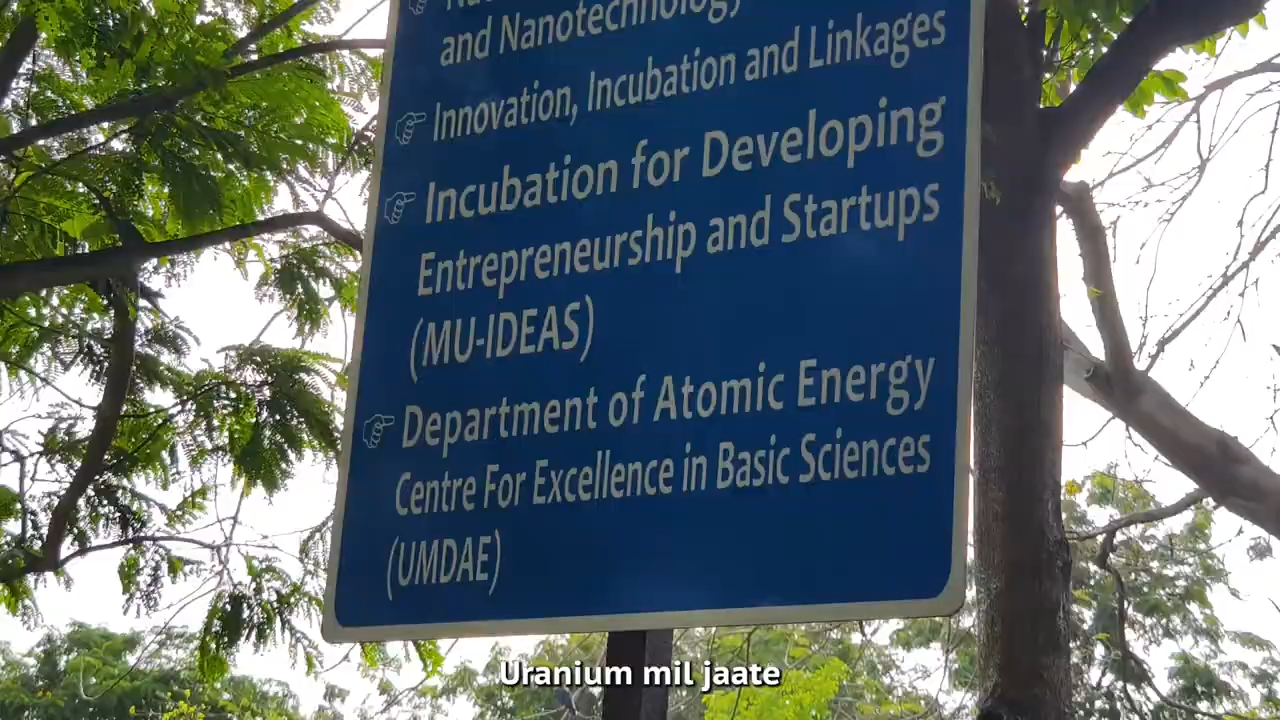 and Nanotechnology
Innovation, Incubation and Linkages
Incubation for Developing
Entrepreneurship and Startups
(MU-IDEAS)
Department of Atomic Energy
Centre For Excellence in Basic Sciences
(UMDAE)
Uranium mil jaate